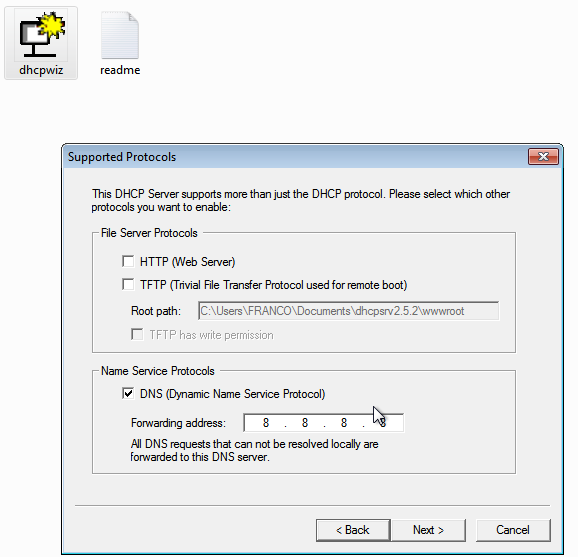 dhcpwiz
readme
Supported Protocols
This DHCP Server supports more than just the DHCP protocol. Please select which other
protocols you want to enable:
File Server Protocols
HTTP (Web Server)
TFTP (Trivial File Transfer Protocol used for remote boot)
Root path: C:\Users\FRANCO\Documents\dhcpsrv2.5.2\wwwroot
TFTP has write permission
Name Service Protocols
DNS (Dynamic Name Service Protocol)
Forwarding address: 8 . 8 . 8 . 8
All DNS requests that can not be resolved locally are
forwarded to this DNS server.
< Back Next > Cancel